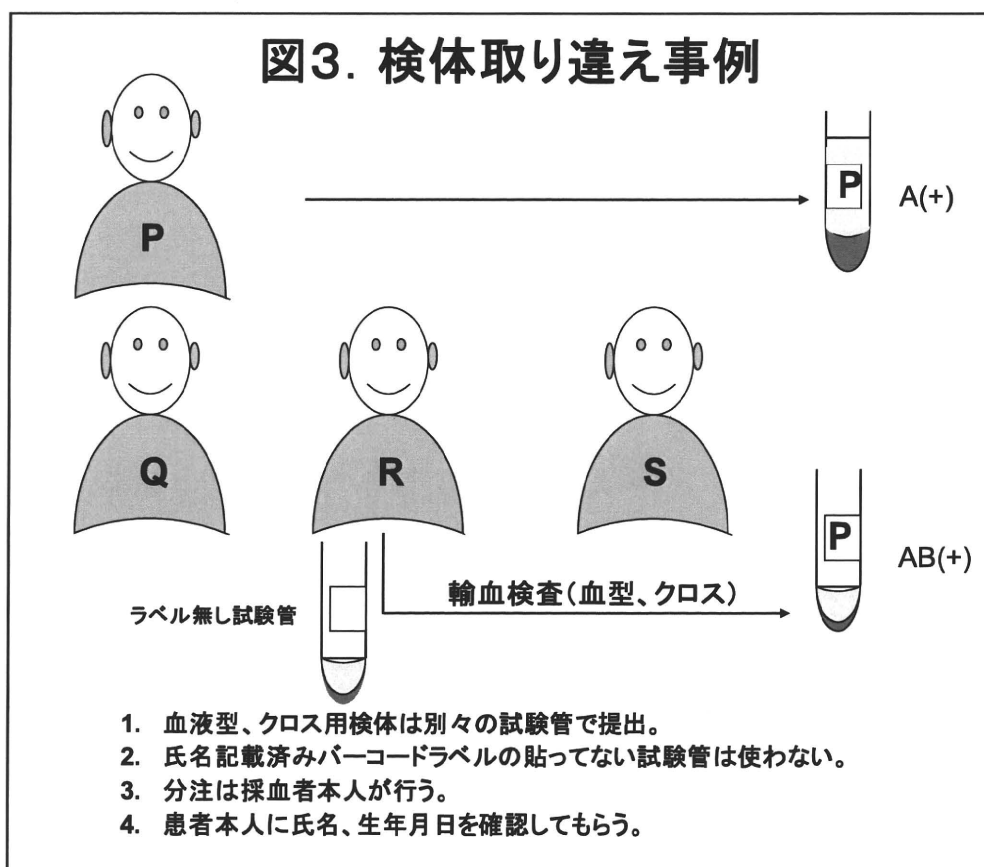 図3．検体取り違え事例
P
P
A(+)
Q
R
S
P
AB(+)
輸血検査（血型、クロス）
ラベル無し試験管
1. 血液型、クロス用検体は別々の試験管で提出。
2. 氏名記載済みバーコードラベルの貼ってない試験管は使わない。
3. 分注は採血者本人が行う。
4. 患者本人に氏名、生年月日を確認してもらう。